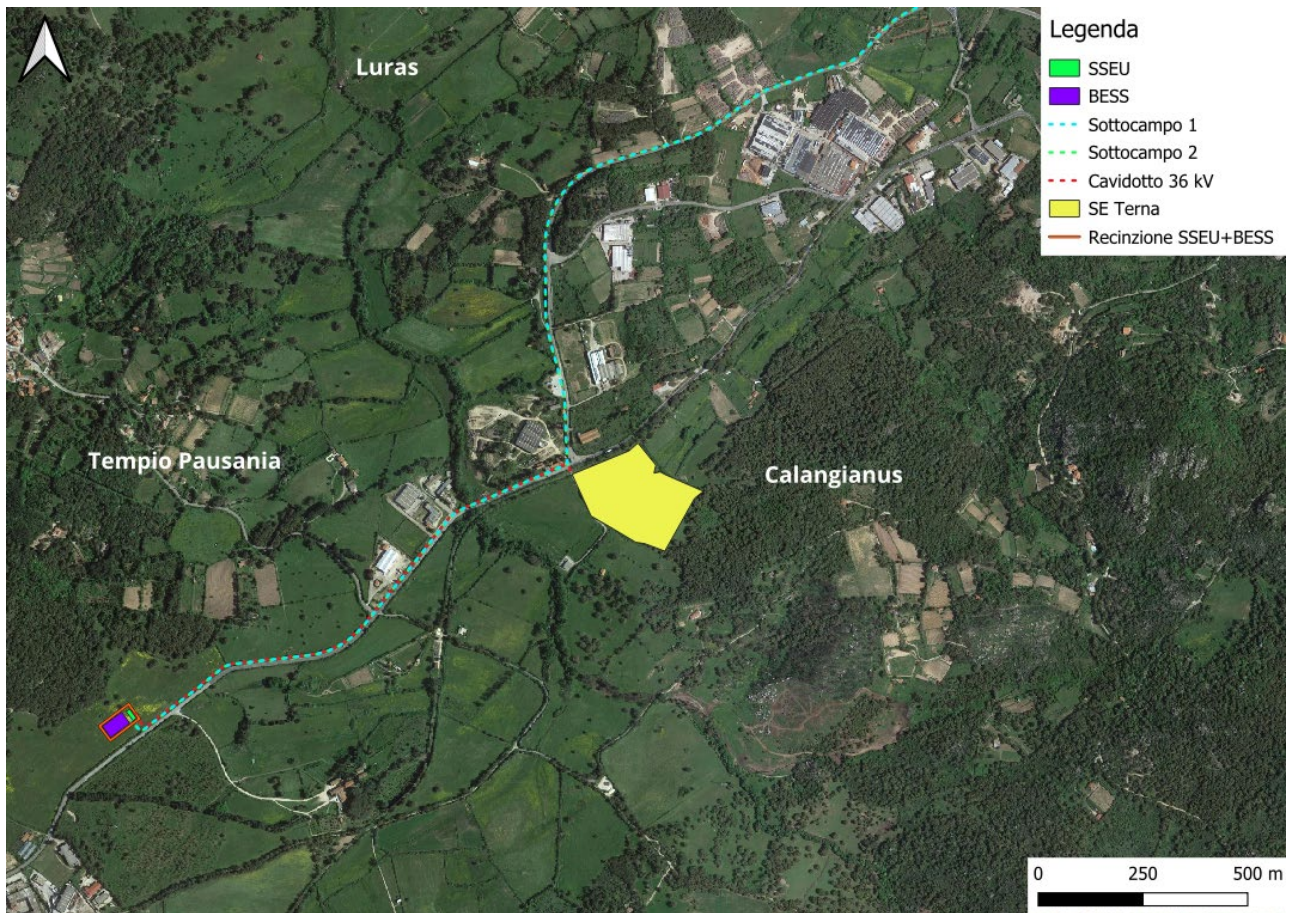 Legenda
SSEU
BESS
Sottocampo 1
Sottocampo 2
Cavidotto 36 kV
SE Terna
Recinzione SSEU+BESS
Luras
Tempio Pausania
Calangianus
0 250 500 m